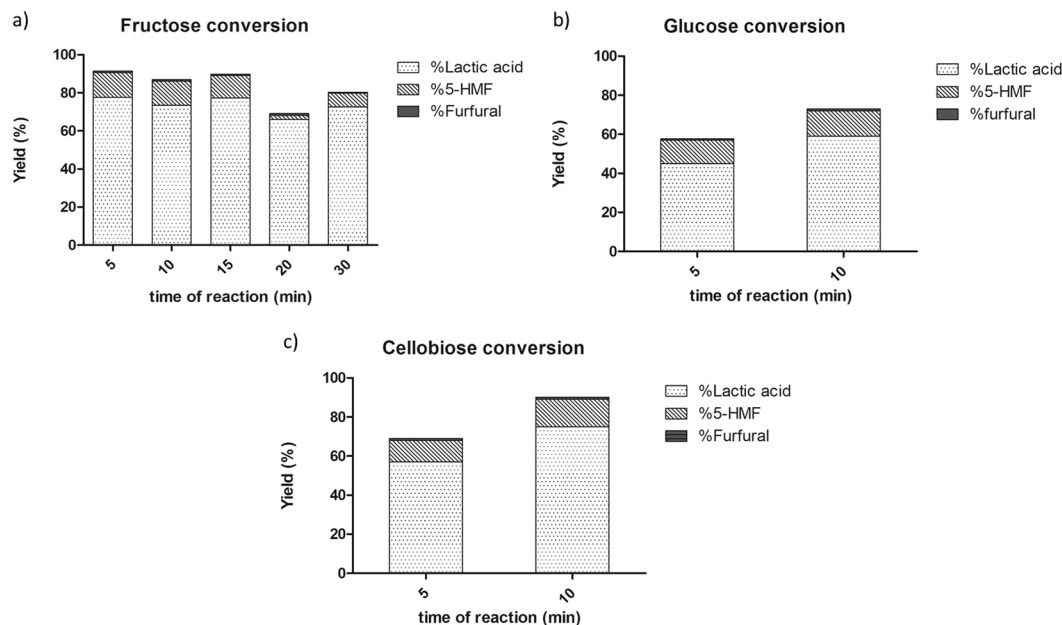 a)
Fructose conversion
Yield (%)
100
80
60
40
20
0
5
10
15
20
30
time of reaction (min)
%Lactic acid
%5-HMF
%Furfural
b)
Glucose conversion
Yield (%)
100
80
60
40
20
0
5
10
time of reaction (min)
%Lactic acid
%5-HMF
%furfural
c)
Cellobiose conversion
Yield (%)
100
80
60
40
20
0
5
10
time of reaction (min)
%Lactic acid
%5-HMF
%Furfural